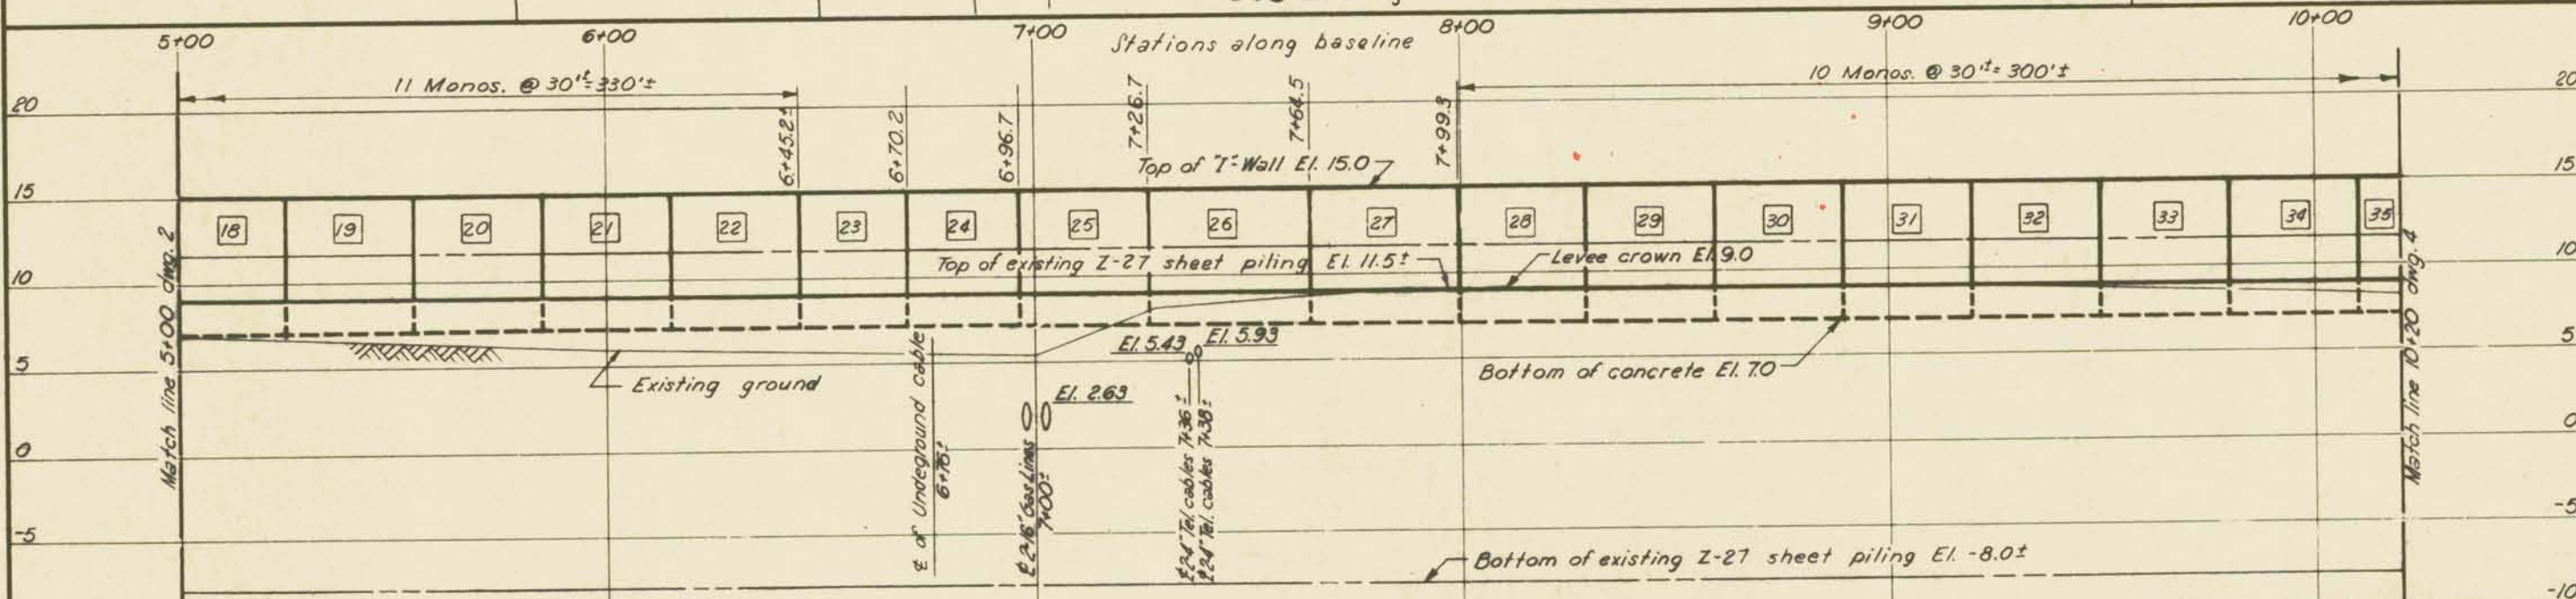 5+00
6+00
7+00
8+00
9+00
10+00
Stations along baseline
11 Monos. @ 30'±=330'±
10 Monos. @ 30'±= 300'±
6+45.2±
6+70.2
6+96.7
7+26.7
7+64.5
7+99.3
20
15
10
5
0
-5
20
15
10
5
0
-5
-10
Top of "I"-Wall El. 15.0
18
19
20
21
22
23
24
25
26
27
28
29
30
31
32
33
34
35
Top of existing Z-27 sheet piling El. 11.5±
Levee crown El. 9.0
Match line 5+00 dwg. 2
Match line 10+20 dwg. 4
Existing ground
El. 5.43
El. 5.93
Bottom of concrete El. 7.0
El. 2.63
℄ of Undeground cable
6+76±
℄ 2-16" Gas Lines
7+00±
℄ 2-4" Tel. cables 7+36±
℄ 2-4" Tel. cables 7+38±
Bottom of existing Z-27 sheet piling El. -8.0±